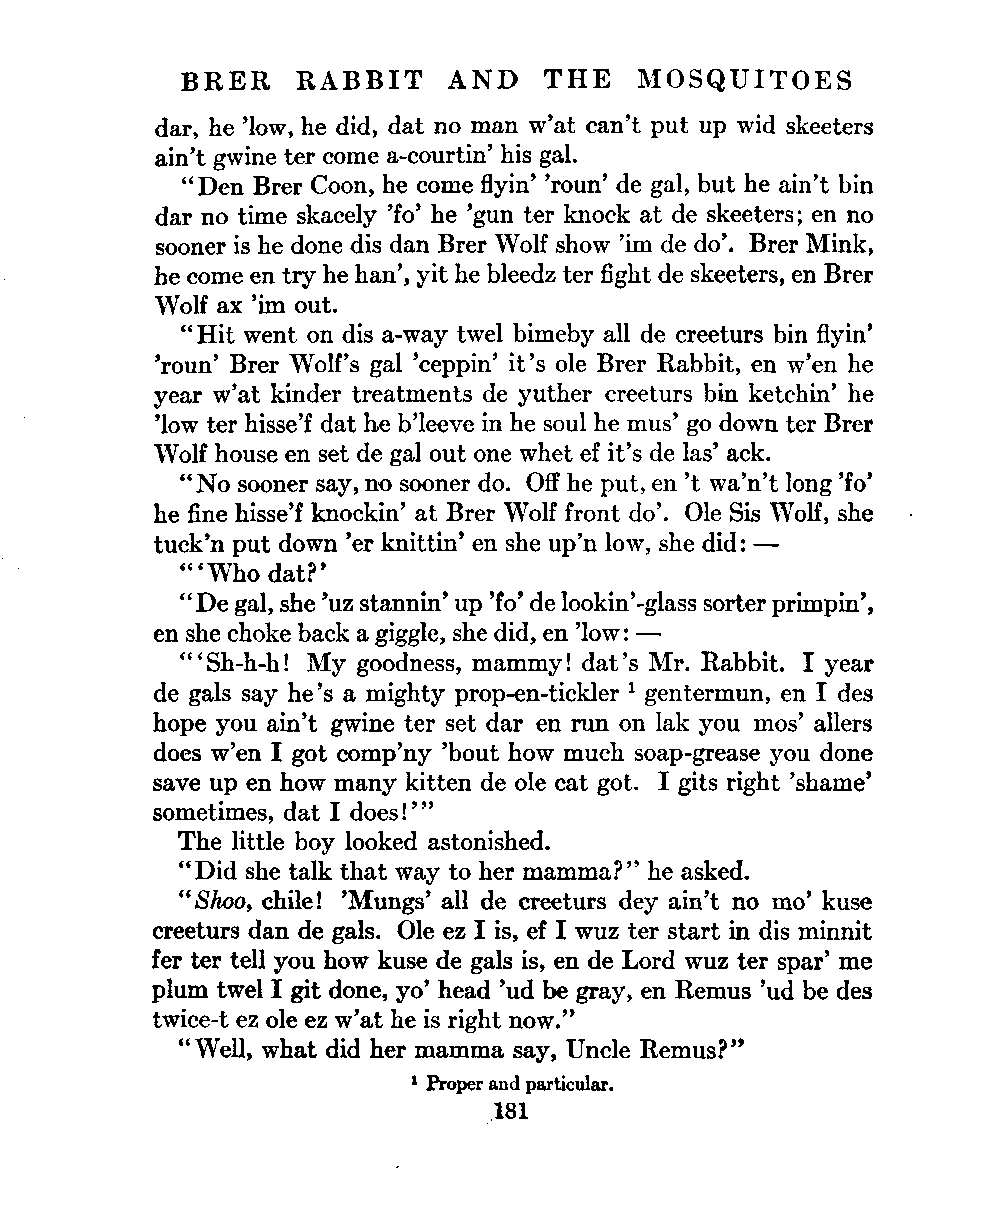 BRER RABBIT AND THE MOSQUITOES
dar, he ’low, he did, dat no man w’at can’t put up wid skeeters
ain’t gwine ter come a-courtin’ his gal.
“Den Brer Coon, he come flyin’ ’roun’ de gal, but he ain’t bin
dar no time skacely ’fo’ he ’gun ter knock at de skeeters; en no
sooner is he done dis dan Brer Wolf show ’im de do’. Brer Mink,
he come en try he han’, yit he bleedz ter fight de skeeters, en Brer
Wolf ax ’im out.
“Hit went on dis a-way twel bimeby all de creeturs bin flyin’
’roun’ Brer Wolf’s gal ’ceppin’ it’s ole Brer Rabbit, en w’en he
year w’at kinder treatments de yuther creeturs bin ketchin’ he
’low ter hisse’f dat he b’leeve in he soul he mus’ go down ter Brer
Wolf house en set de gal out one whet ef it’s de las’ ack.
“No sooner say, no sooner do. Off he put, en ’t wa’n’t long ’fo’
he fine hisse’f knockin’ at Brer Wolf front do’. Ole Sis Wolf, she
tuck’n put down ’er knittin’ en she up’n low, she did: —
“‘Who dat?’
“De gal, she ’uz stannin’ up ’fo’ de lookin’-glass sorter primpin’,
en she choke back a giggle, she did, en ’low: —
“‘Sh-h-h! My goodness, mammy! dat’s Mr. Rabbit. I year
de gals say he’s a mighty prop-en-tickler ¹ gentermun, en I des
hope you ain’t gwine ter set dar en run on lak you mos’ allers
does w’en I got comp’ny ’bout how much soap-grease you done
save up en how many kitten de ole cat got. I gits right ’shame’
sometimes, dat I does!’”
The little boy looked astonished.
“Did she talk that way to her mamma?” he asked.
“Shoo, chile! ’Mungs’ all de creeturs dey ain’t no mo’ kuse
creeturs dan de gals. Ole ez I is, ef I wuz ter start in dis minnit
fer ter tell you how kuse de gals is, en de Lord wuz ter spar’ me
plum twel I git done, yo’ head ’ud be gray, en Remus ’ud be des
twice-t ez ole ez w’at he is right now.”
“Well, what did her mamma say, Uncle Remus?”
¹ Proper and particular.
181